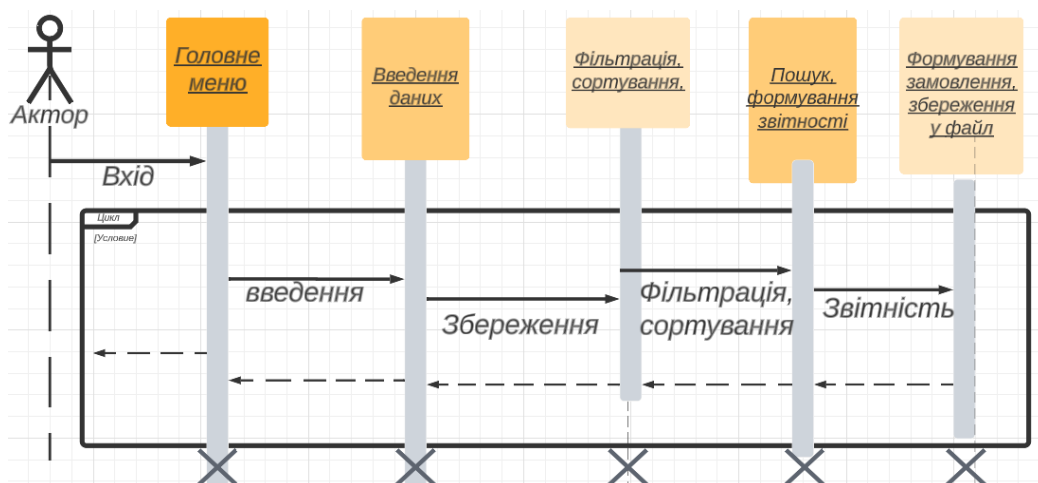 Актор
Головне
меню
Введення
даних
Фільтрація,
сортування,
Пошук,
формування
звітності
Формування
замовлення,
збереження
у файл
Вхід
Цикл
[Условие]
введення
Збереження
Фільтрація,
сортування
Звітність